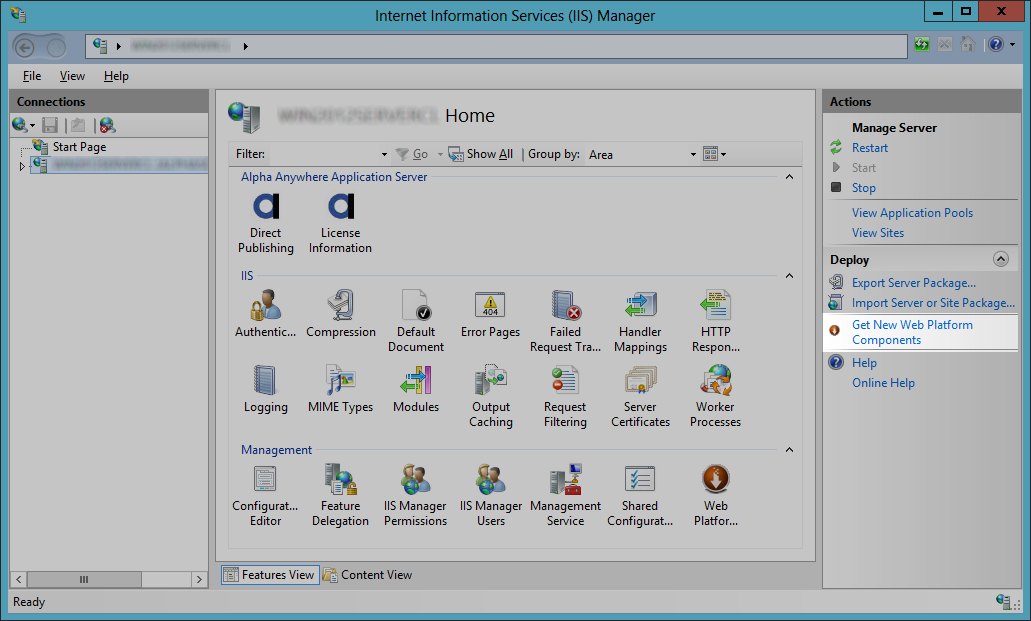 Internet Information Services (IIS) Manager
File View Help
Connections
Start Page
Home
Filter: Go Show All Group by: Area
Alpha Anywhere Application Server
Direct Publishing
License Information
IIS
Authentic...
Compression
Default Document
Error Pages
404
Failed Request Tra...
Handler Mappings
HTTP Respon...
Logging
MIME Types
Modules
Output Caching
Request Filtering
Server Certificates
Worker Processes
Management
Configurat... Editor
Feature Delegation
IIS Manager Permissions
IIS Manager Users
Management Service
Shared Configurat...
Web Platfor...
Features View Content View
Actions
Manage Server
Restart
Start
Stop
View Application Pools
View Sites
Deploy
Export Server Package...
Import Server or Site Package...
Get New Web Platform
Components
Help
Online Help
Ready